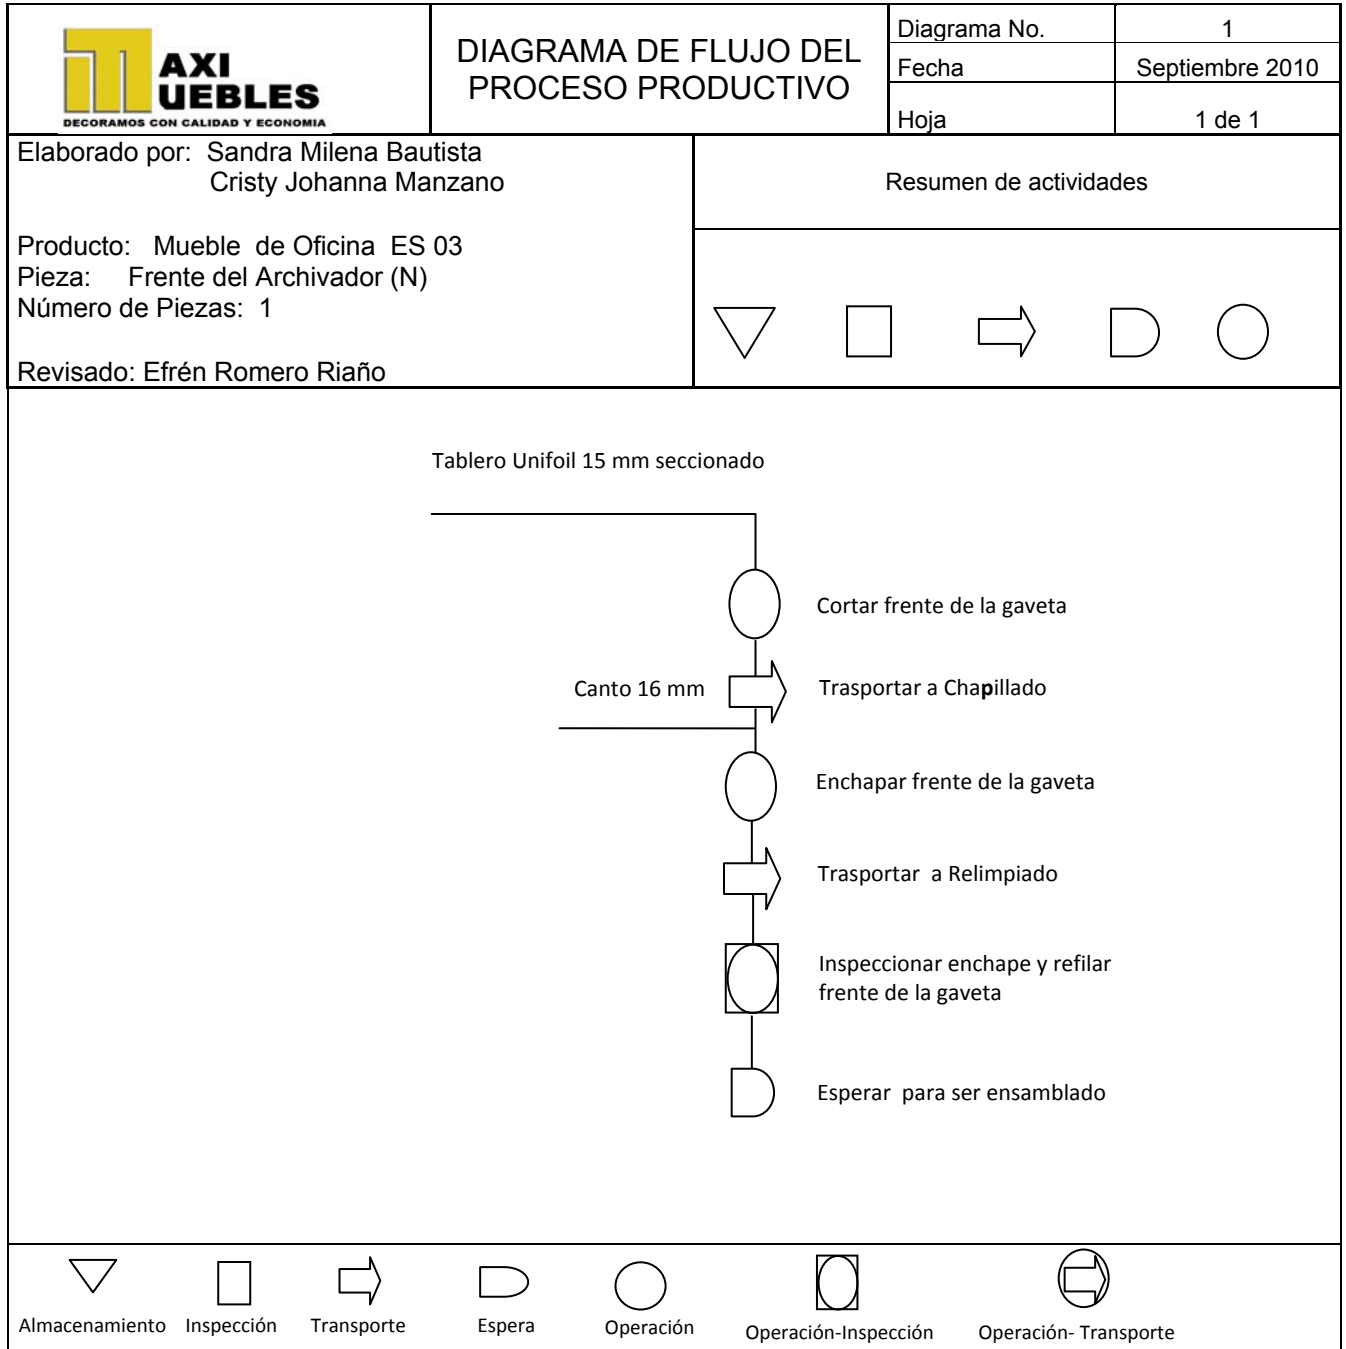 AXI
UEBLES
DECORAMOS CON CALIDAD Y ECONOMIA
DIAGRAMA DE FLUJO DEL
PROCESO PRODUCTIVO
Diagrama No. 1
Fecha Septiembre 2010
Hoja 1 de 1
Elaborado por: Sandra Milena Bautista
Cristy Johanna Manzano
Producto: Mueble de Oficina ES 03
Pieza: Frente del Archivador (N)
Número de Piezas: 1
Revisado: Efrén Romero Riaño
Resumen de actividades
Tablero Unifoil 15 mm seccionado
Cortar frente de la gaveta
Canto 16 mm
Trasportar a Chapillado
Enchapar frente de la gaveta
Trasportar a Relimpiado
Inspeccionar enchape y refilar
frente de la gaveta
Esperar para ser ensamblado
Almacenamiento Inspección Transporte Espera Operación Operación-Inspección Operación- Transporte